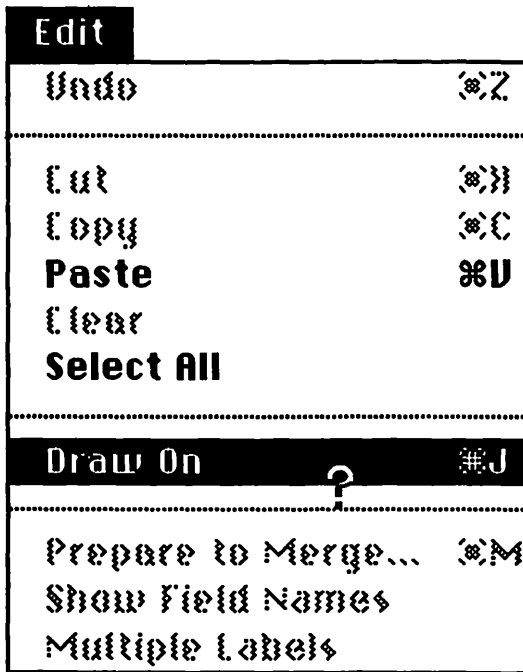 Edit
Undo ⌘Z
Cut ⌘X
Copy ⌘C
Paste ⌘V
Clear
Select All
Draw On ⌘J
?
Prepare to Merge... ⌘M
Show Field Names
Multiple Labels